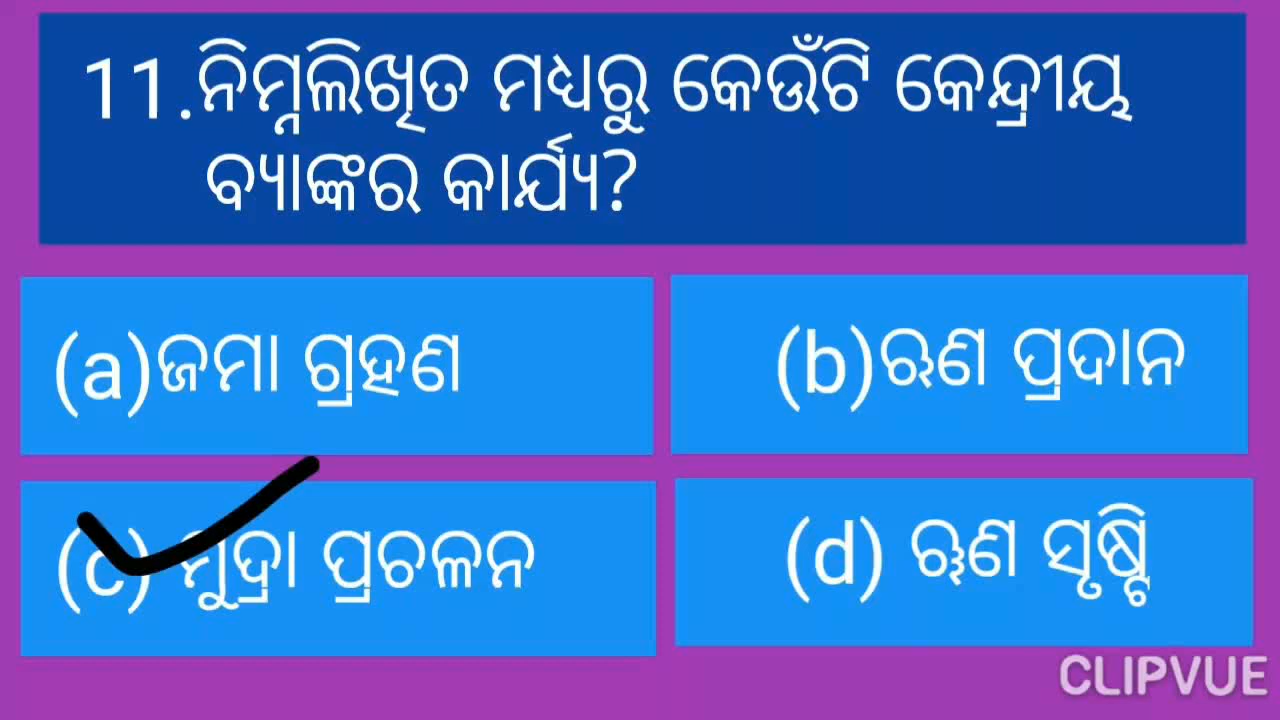 11.ନିମ୍ନଲିଖିତ ମଧ୍ୟରୁ କେଉଁଟି କେନ୍ଦ୍ରୀୟ
ବ୍ୟାଙ୍କର କାର୍ଯ୍ୟ?
(a)ଜମା ଗ୍ରହଣ
(b)ଋଣ ପ୍ରଦାନ
(c) ମୁଦ୍ରା ପ୍ରଚଳନ
(d) ଋଣ ସୃଷ୍ଟି
CLIPVUE